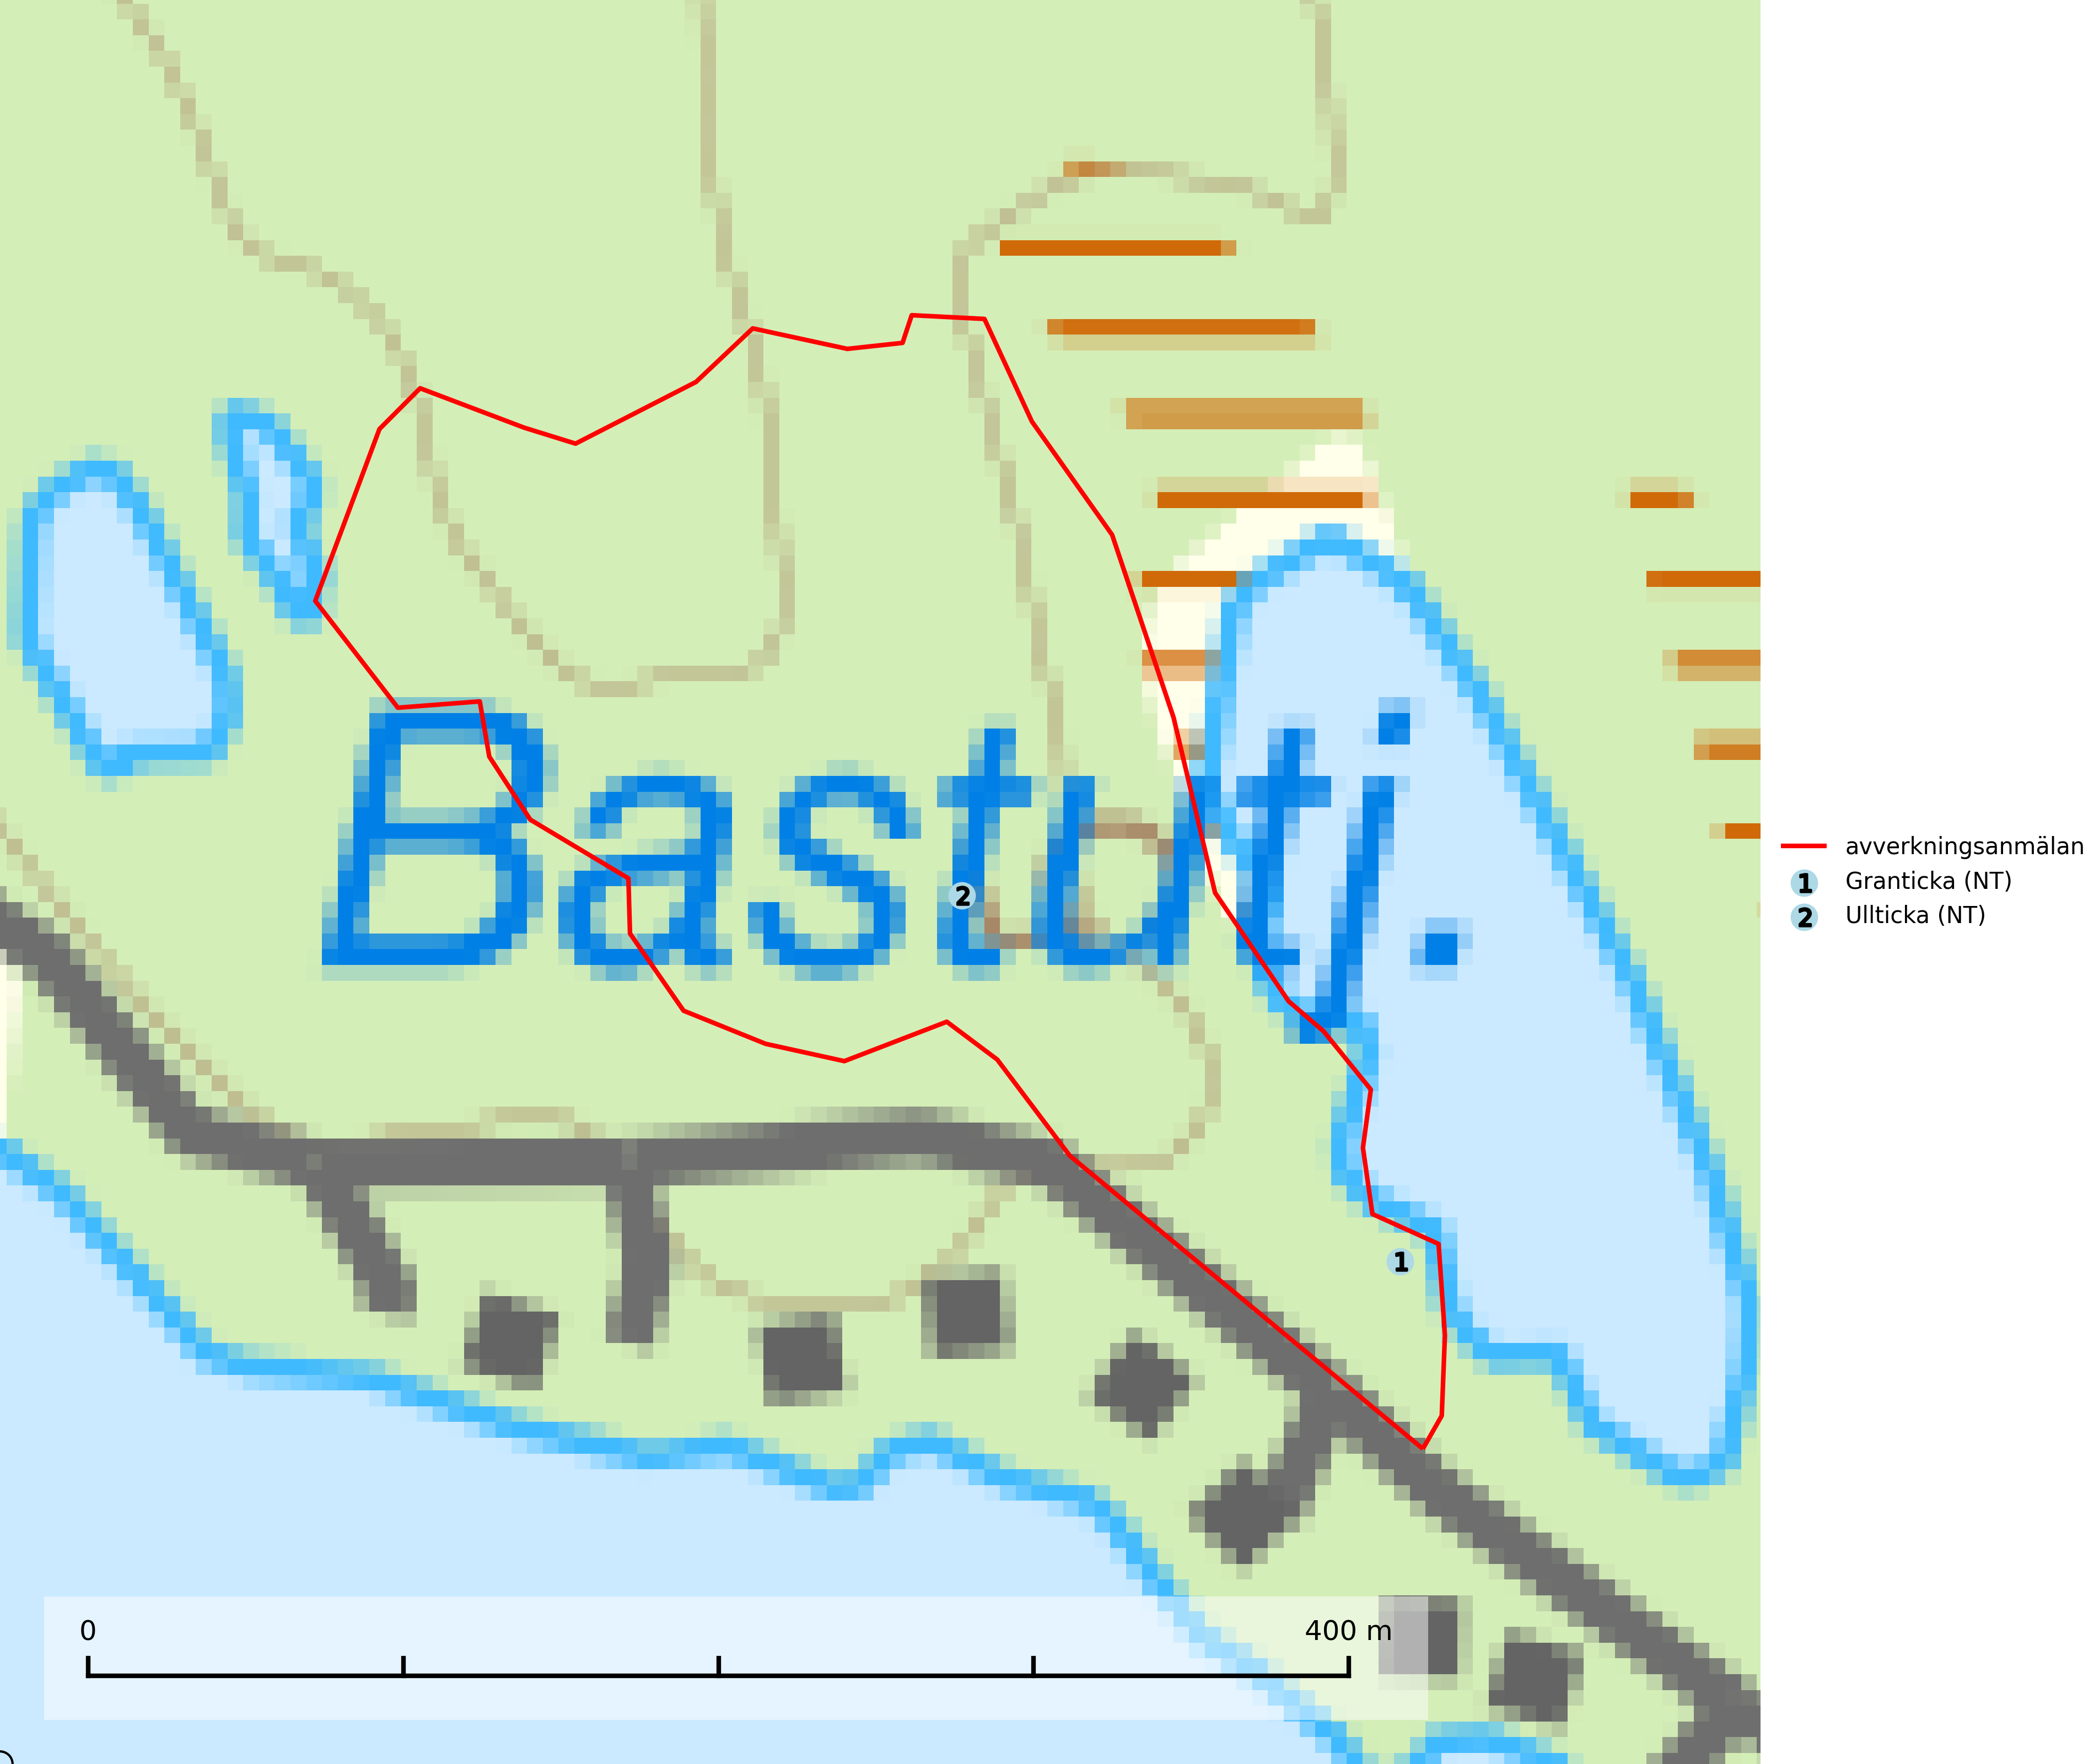 Bastutj.
2
1
0
400 m
avverkningsanmälan
1 Granticka (NT)
2 Ullticka (NT)